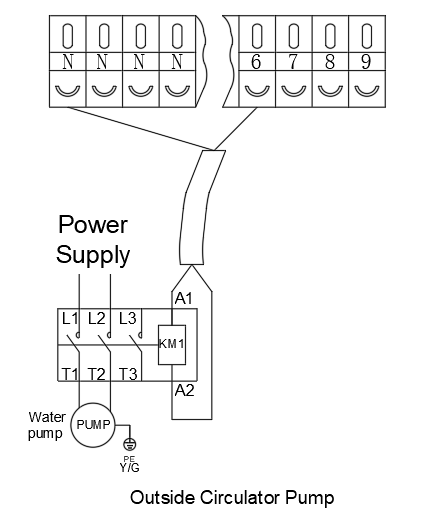 N N N N 6 7 8 9
Power
Supply
A1
L1 L2 L3
KM1
T1 T2 T3
A2
Water
pump
PUMP
PE
Y/G
Outside Circulator Pump